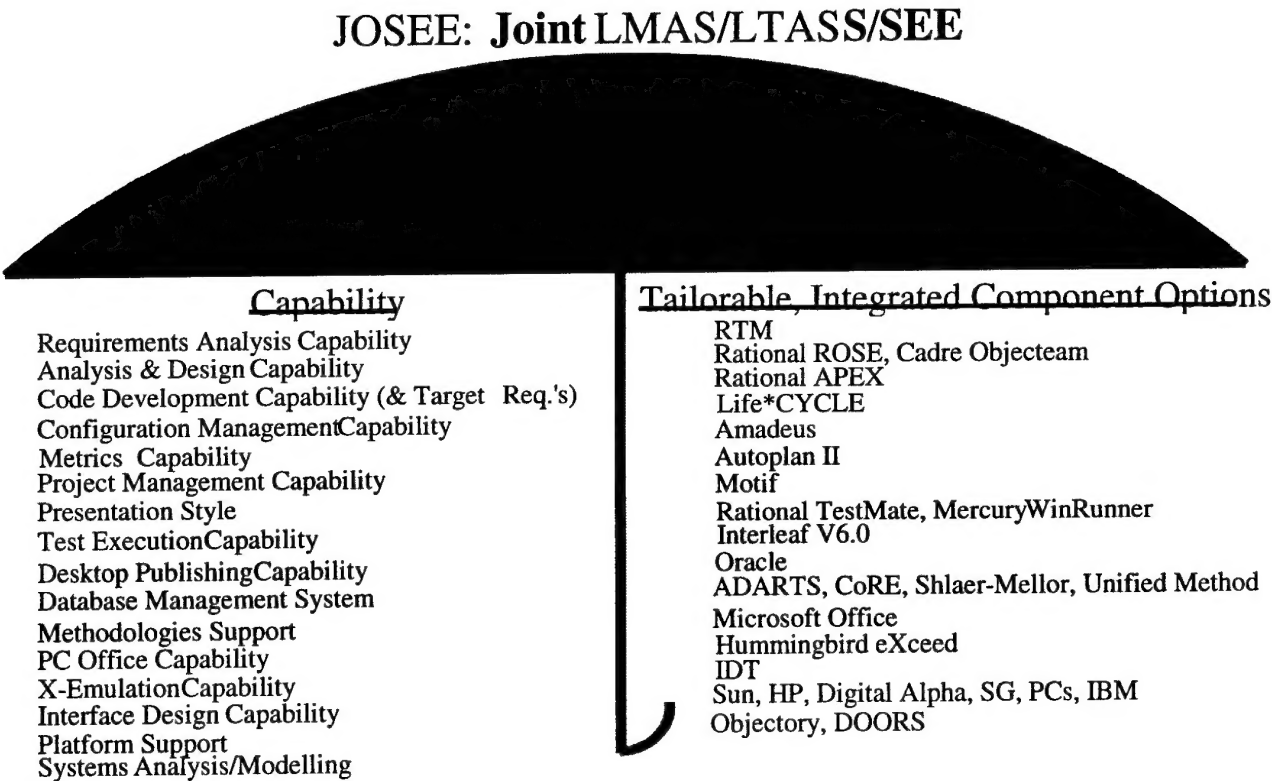 JOSEE: Joint LMAS/LTASS/SEE
Capability
Requirements Analysis Capability
Analysis & Design Capability
Code Development Capability (& Target Req.'s)
Configuration ManagementCapability
Metrics Capability
Project Management Capability
Presentation Style
Test ExecutionCapability
Desktop PublishingCapability
Database Management System
Methodologies Support
PC Office Capability
X-EmulationCapability
Interface Design Capability
Platform Support
Systems Analysis/Modelling
Tailorable, Integrated Component Options
RTM
Rational ROSE, Cadre Objecteam
Rational APEX
Life*CYCLE
Amadeus
Autoplan II
Motif
Rational TestMate, MercuryWinRunner
Interleaf V6.0
Oracle
ADARTS, CoRE, Shlaer-Mellor, Unified Method
Microsoft Office
Hummingbird eXceed
IDT
Sun, HP, Digital Alpha, SG, PCs, IBM
Objectory, DOORS